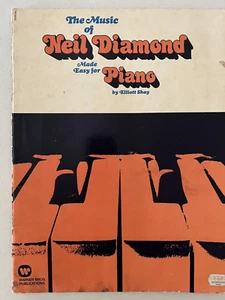 The Music
of
Neil Diamond
Made
Easy for
Piano
by Elliott Shay
WARNER BROS.
PUBLICATIONS